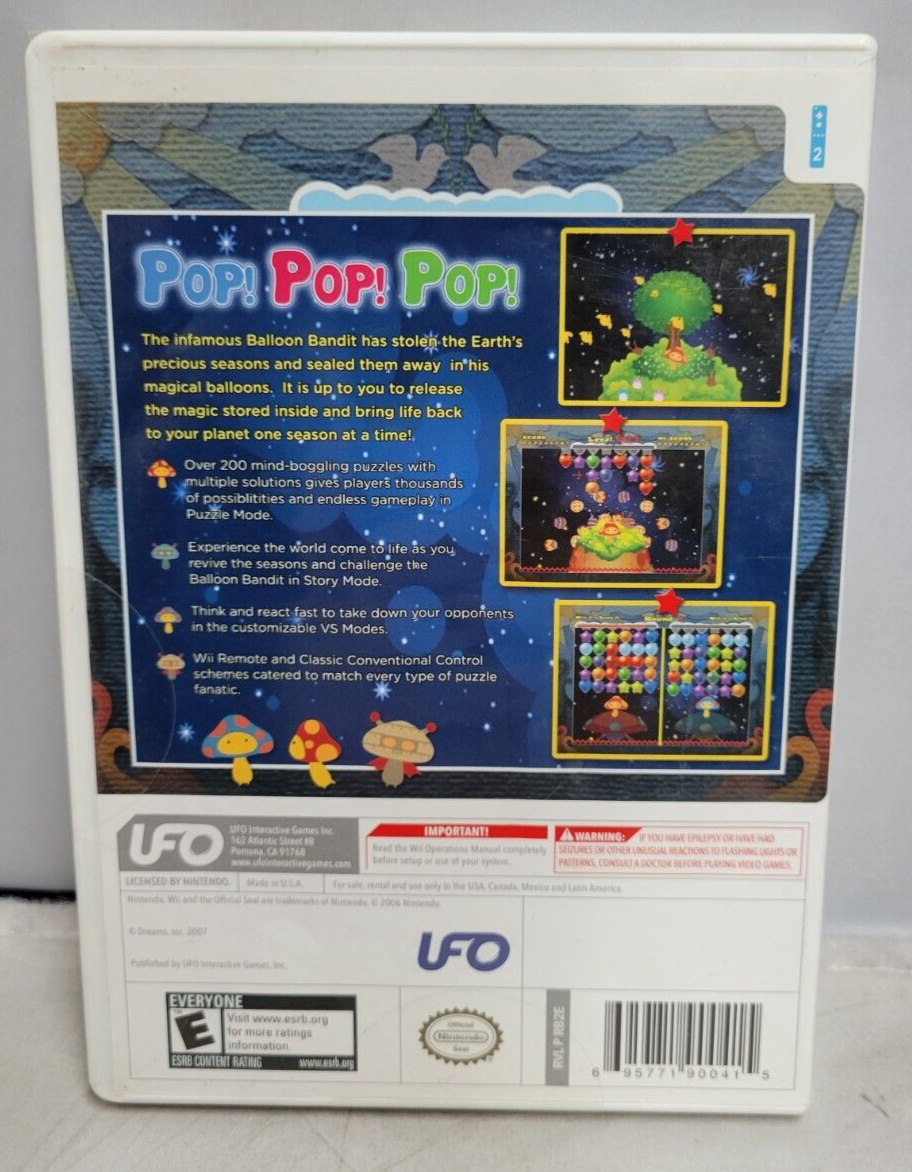 2
POP! POP! POP!
The infamous Balloon Bandit has stolen the Earth's
precious seasons and sealed them away in his
magical balloons. It is up to you to release
the magic stored inside and bring life back
to your planet one season at a time!
Over 200 mind-boggling puzzles with
multiple solutions gives players thousands
of possiblitities and endless gameplay in
Puzzle Mode.
Experience the world come to life as you
revive the seasons and challenge the
Balloon Bandit in Story Mode.
Think and react fast to take down your opponents
in the customizable VS Modes.
Wii Remote and Classic Conventional Control
schemes catered to match every type of puzzle
fanatic.
Level
Round
UFO
UFO Interactive Games Inc.
162 Atlantic Street #B
Pomona, CA 91768
www.ufointeractivegames.com
IMPORTANT!
Read the Wii Operations Manual completely
before setup or use of your system.
WARNING: IF YOU HAVE EPILEPSY OR HAVE HAD
SEIZURES OR OTHER UNUSUAL REACTIONS TO FLASHING LIGHTS OR
PATTERNS, CONSULT A DOCTOR BEFORE PLAYING VIDEO GAMES.
LICENSED BY NINTENDO
Made in U.S.A.
For sale, rental and use only in the USA, Canada, Mexico and Latin America.
Nintendo, Wii and the Official Seal are trademarks of Nintendo. © 2006 Nintendo.
© Dreams, Inc. 2007
UFO
Published by UFO Interactive Games, Inc.
EVERYONE
E
Visit www.esrb.org
for more ratings
information.
ESRB CONTENT RATING www.esrb.org
Official
Nintendo
Seal
RVL P RB2E
6 95771 90041 5